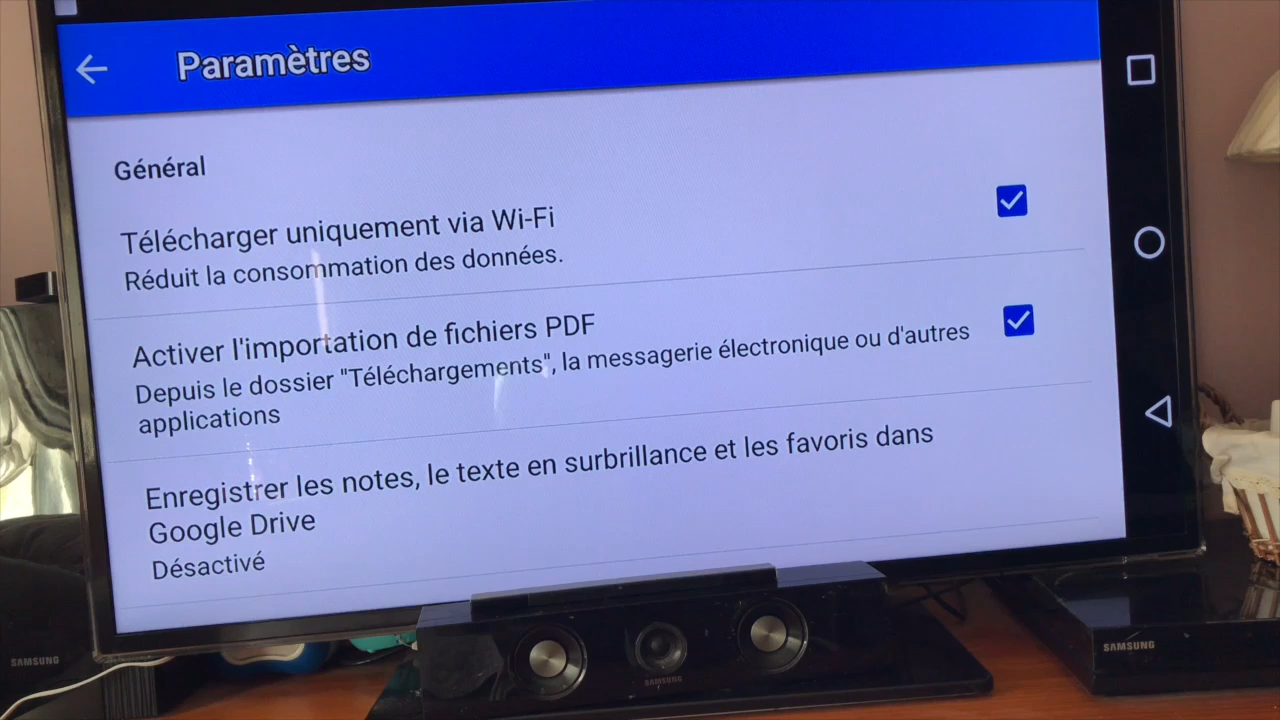 Paramètres
Général
Télécharger uniquement via Wi-Fi
Réduit la consommation des données.
Activer l'importation de fichiers PDF
Depuis le dossier "Téléchargements", la messagerie électronique ou d'autres
applications
Enregistrer les notes, le texte en surbrillance et les favoris dans
Google Drive
Désactivé
SAMSUNG
SAMSUNG
SAMSUNG